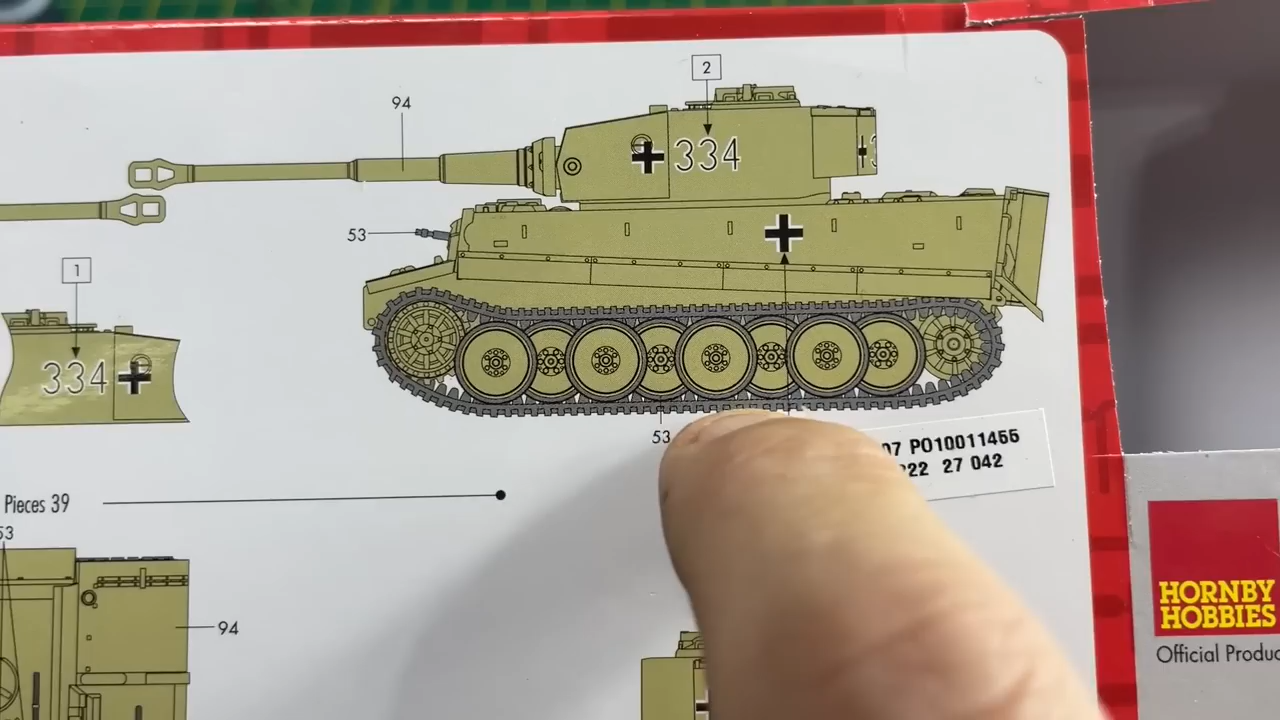 2
94
334
3
53
1
334
53
07 PO10011455
22 27 042
Pieces 39
53
94
HORNBY
HOBBIES
Official Produc